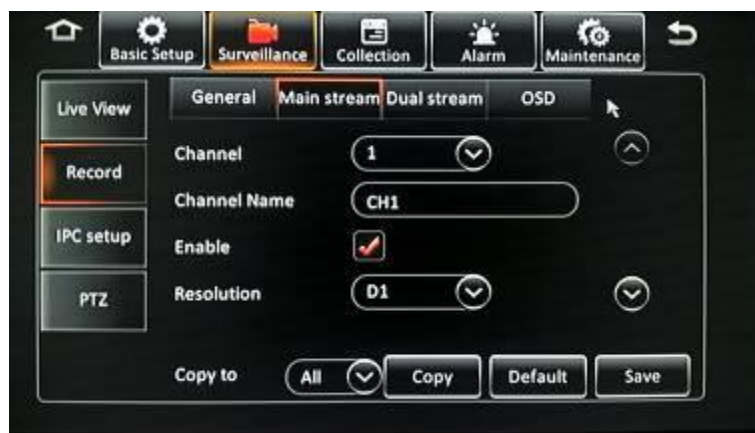 Basic Setup Surveillance Collection Alarm Maintenance
Live View General Main stream Dual stream OSD
Channel 1
Record
Channel Name CH1
IPC setup Enable
PTZ Resolution D1
Copy to All Copy Default Save